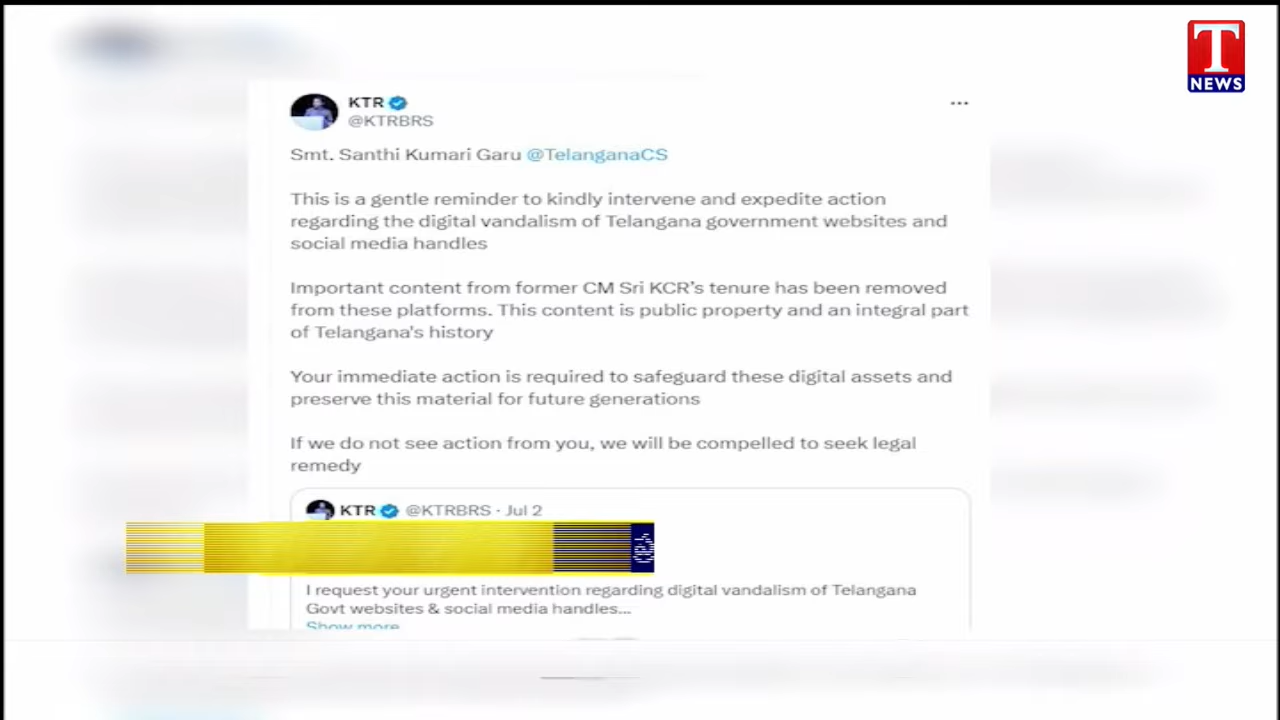 T
NEWS
KTR
@KTRBRS
Smt. Santhi Kumari Garu @TelanganaCS
This is a gentle reminder to kindly intervene and expedite action
regarding the digital vandalism of Telangana government websites and
social media handles
Important content from former CM Sri KCR's tenure has been removed
from these platforms. This content is public property and an integral part
of Telangana's history
Your immediate action is required to safeguard these digital assets and
preserve this material for future generations
If we do not see action from you, we will be compelled to seek legal
remedy
KTR @KTRBRS · Jul 2
I request your urgent intervention regarding digital vandalism of Telangana
Govt websites & social media handles...
Show more